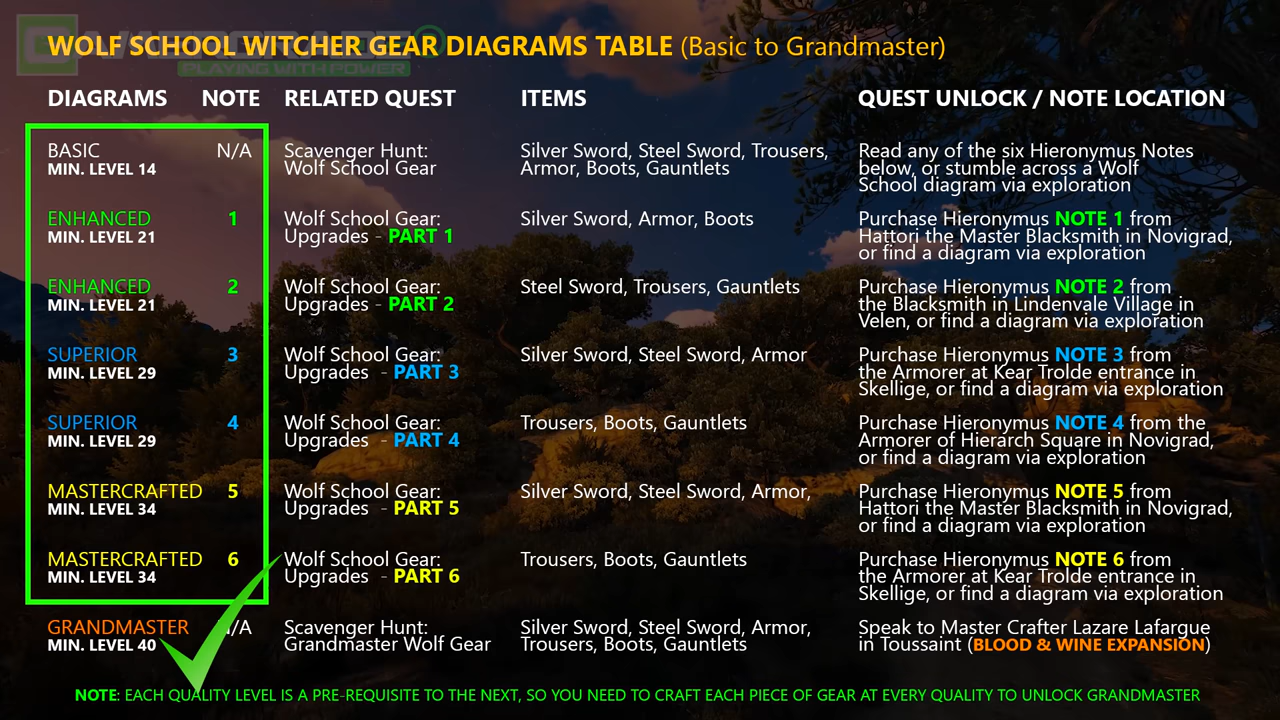 WOLF SCHOOL WITCHER GEAR DIAGRAMS TABLE (Basic to Grandmaster)
PLAYING WITH POWER
DIAGRAMS NOTE RELATED QUEST ITEMS QUEST UNLOCK / NOTE LOCATION
BASIC N/A Scavenger Hunt: Silver Sword, Steel Sword, Trousers, Read any of the six Hieronymus Notes
MIN. LEVEL 14 Wolf School Gear Armor, Boots, Gauntlets below, or stumble across a Wolf
School diagram via exploration
ENHANCED 1 Wolf School Gear: Silver Sword, Armor, Boots Purchase Hieronymus NOTE 1 from
MIN. LEVEL 21 Upgrades - PART 1 Hattori the Master Blacksmith in Novigrad,
or find a diagram via exploration
ENHANCED 2 Wolf School Gear: Steel Sword, Trousers, Gauntlets Purchase Hieronymus NOTE 2 from
MIN. LEVEL 21 Upgrades - PART 2 the Blacksmith in Lindenvale Village in
Velen, or find a diagram via exploration
SUPERIOR 3 Wolf School Gear: Silver Sword, Steel Sword, Armor Purchase Hieronymus NOTE 3 from
MIN. LEVEL 29 Upgrades - PART 3 the Armorer at Kear Trolde entrance in
Skellige, or find a diagram via exploration
SUPERIOR 4 Wolf School Gear: Trousers, Boots, Gauntlets Purchase Hieronymus NOTE 4 from the
MIN. LEVEL 29 Upgrades - PART 4 Armorer of Hierarch Square in Novigrad,
or find a diagram via exploration
MASTERCRAFTED 5 Wolf School Gear: Silver Sword, Steel Sword, Armor, Purchase Hieronymus NOTE 5 from
MIN. LEVEL 34 Upgrades - PART 5 Hattori the Master Blacksmith in Novigrad,
or find a diagram via exploration
MASTERCRAFTED 6 Wolf School Gear: Trousers, Boots, Gauntlets Purchase Hieronymus NOTE 6 from
MIN. LEVEL 34 Upgrades - PART 6 the Armorer at Kear Trolde entrance in
Skellige, or find a diagram via exploration
GRANDMASTER N/A Scavenger Hunt: Silver Sword, Steel Sword, Armor, Speak to Master Crafter Lazare Lafargue
MIN. LEVEL 40 Grandmaster Wolf Gear Trousers, Boots, Gauntlets in Toussaint (BLOOD & WINE EXPANSION)
NOTE: EACH QUALITY LEVEL IS A PRE-REQUISITE TO THE NEXT, SO YOU NEED TO CRAFT EACH PIECE OF GEAR AT EVERY QUALITY TO UNLOCK GRANDMASTER